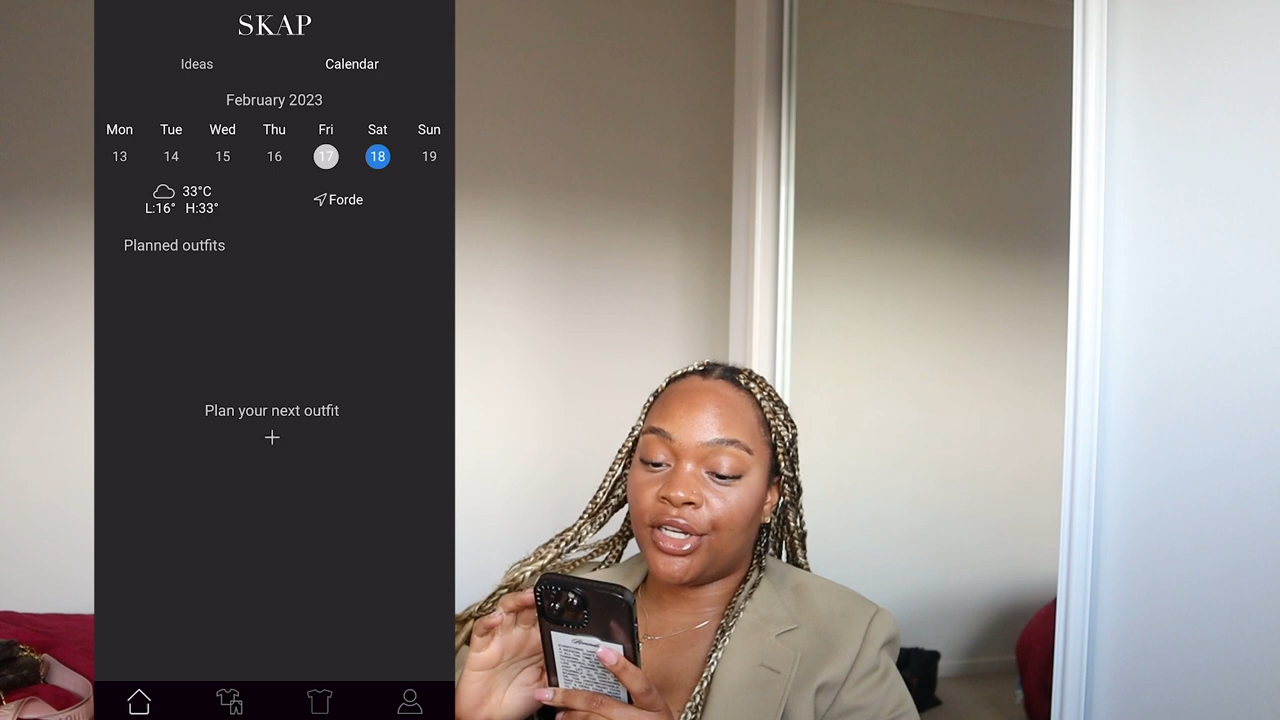 SKAP
Ideas Calendar
February 2023
Mon Tue Wed Thu Fri Sat Sun
13 14 15 16 17 18 19
33°C
L:16° H:33°
Forde
Planned outfits
Plan your next outfit